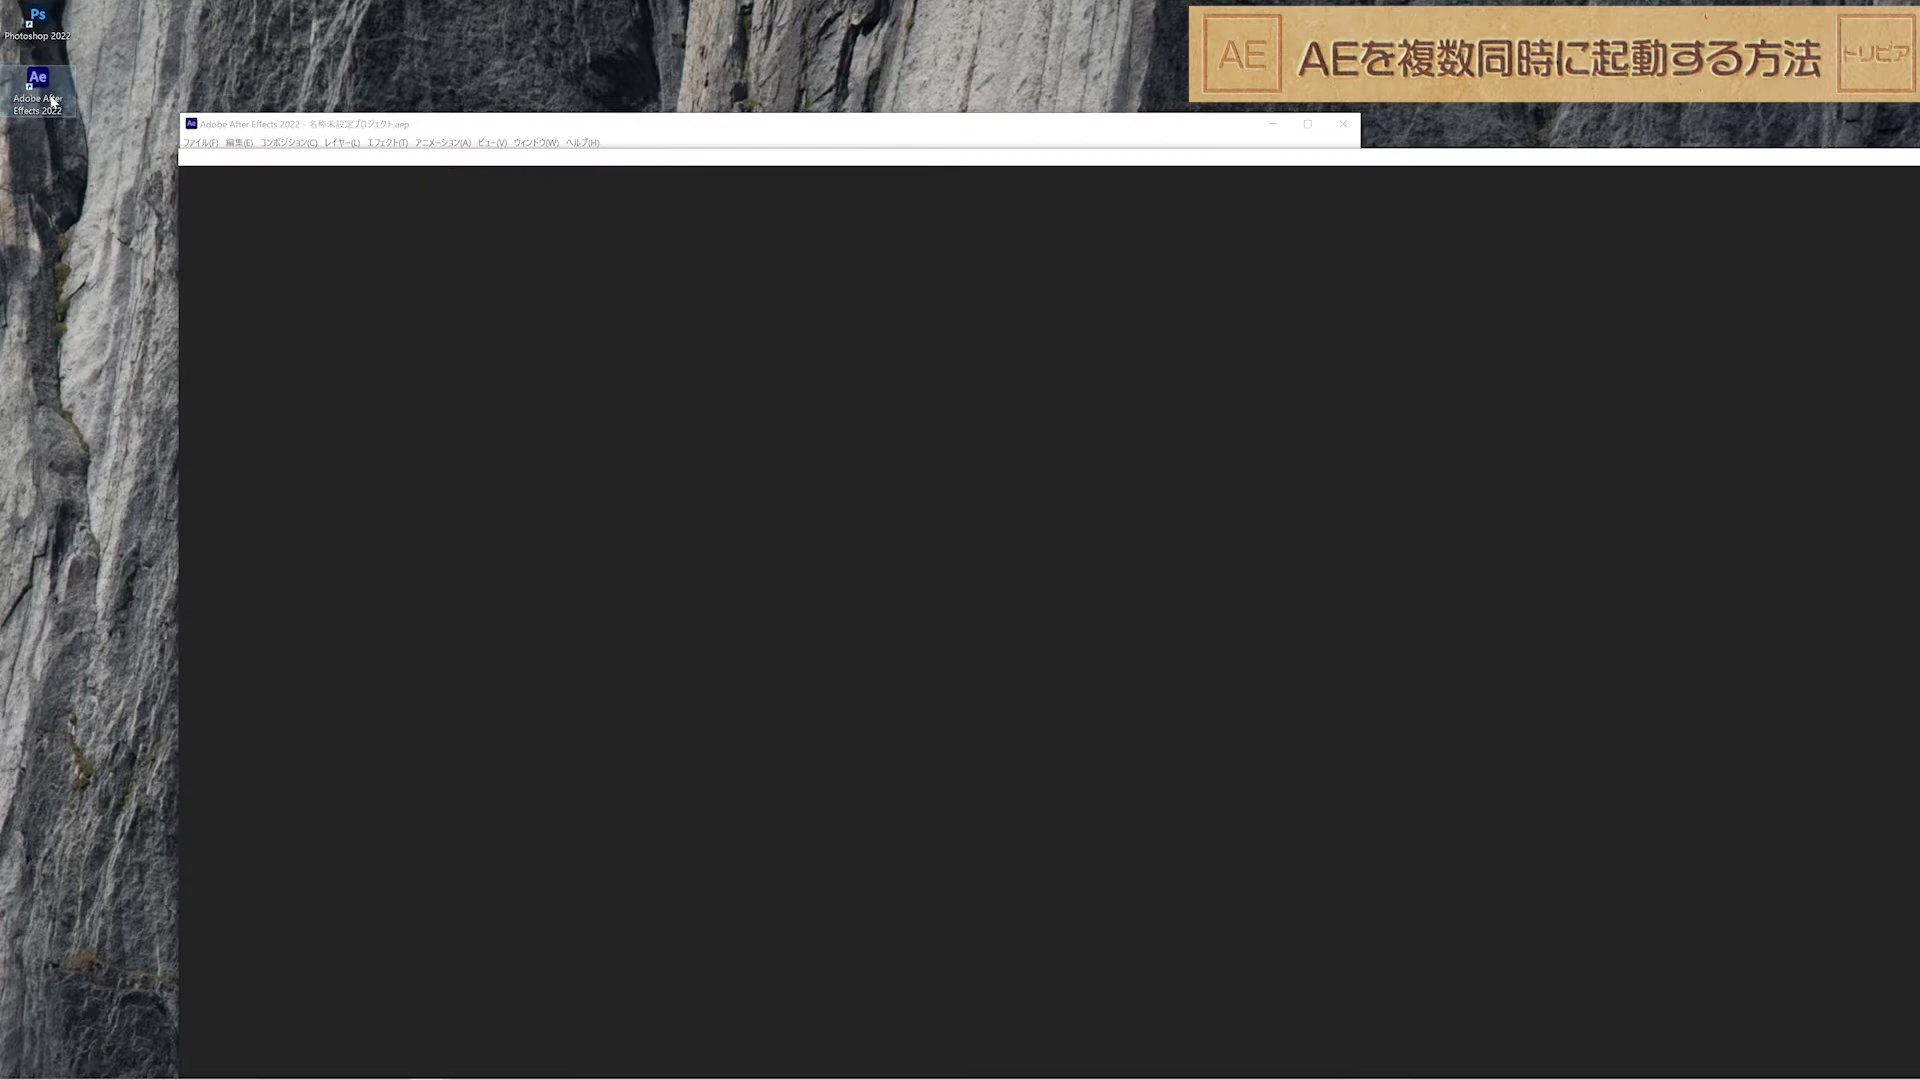 Ps
Photoshop 2022
Ae
Adobe After
Effects 2022
AE
AEを複数同時に起動する方法
トリビア
Ae Adobe After Effects 2022 - 名称未設定プロジェクト.aep
ファイル(F) 編集(E) コンポジション(C) レイヤー(L) エフェクト(T) アニメーション(A) ビュー(V) ウィンドウ(W) ヘルプ(H)